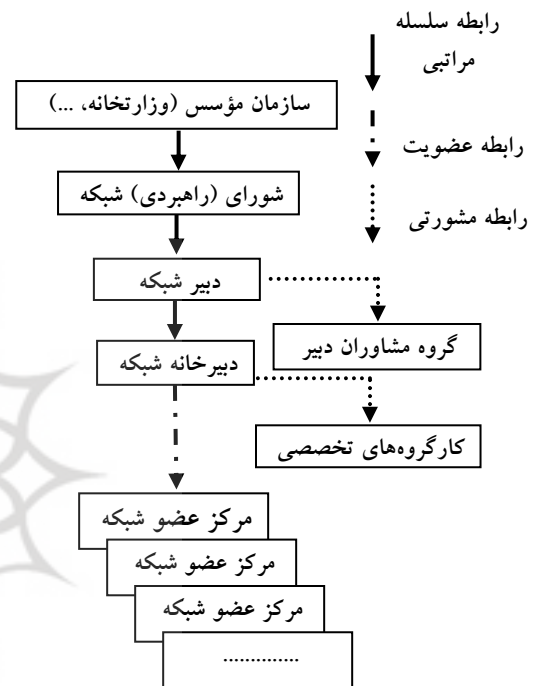 رابطه سلسله
مراتبی
سازمان مؤسس (وزارتخانه، ...)
رابطه عضویت
شورای (راهبردی) شبکه
رابطه مشورتی
دبیر شبکه
گروه مشاوران دبیر
دبیرخانه شبکه
کارگروه‌های تخصصی
مرکز عضو شبکه
مرکز عضو شبکه
مرکز عضو شبکه
..............